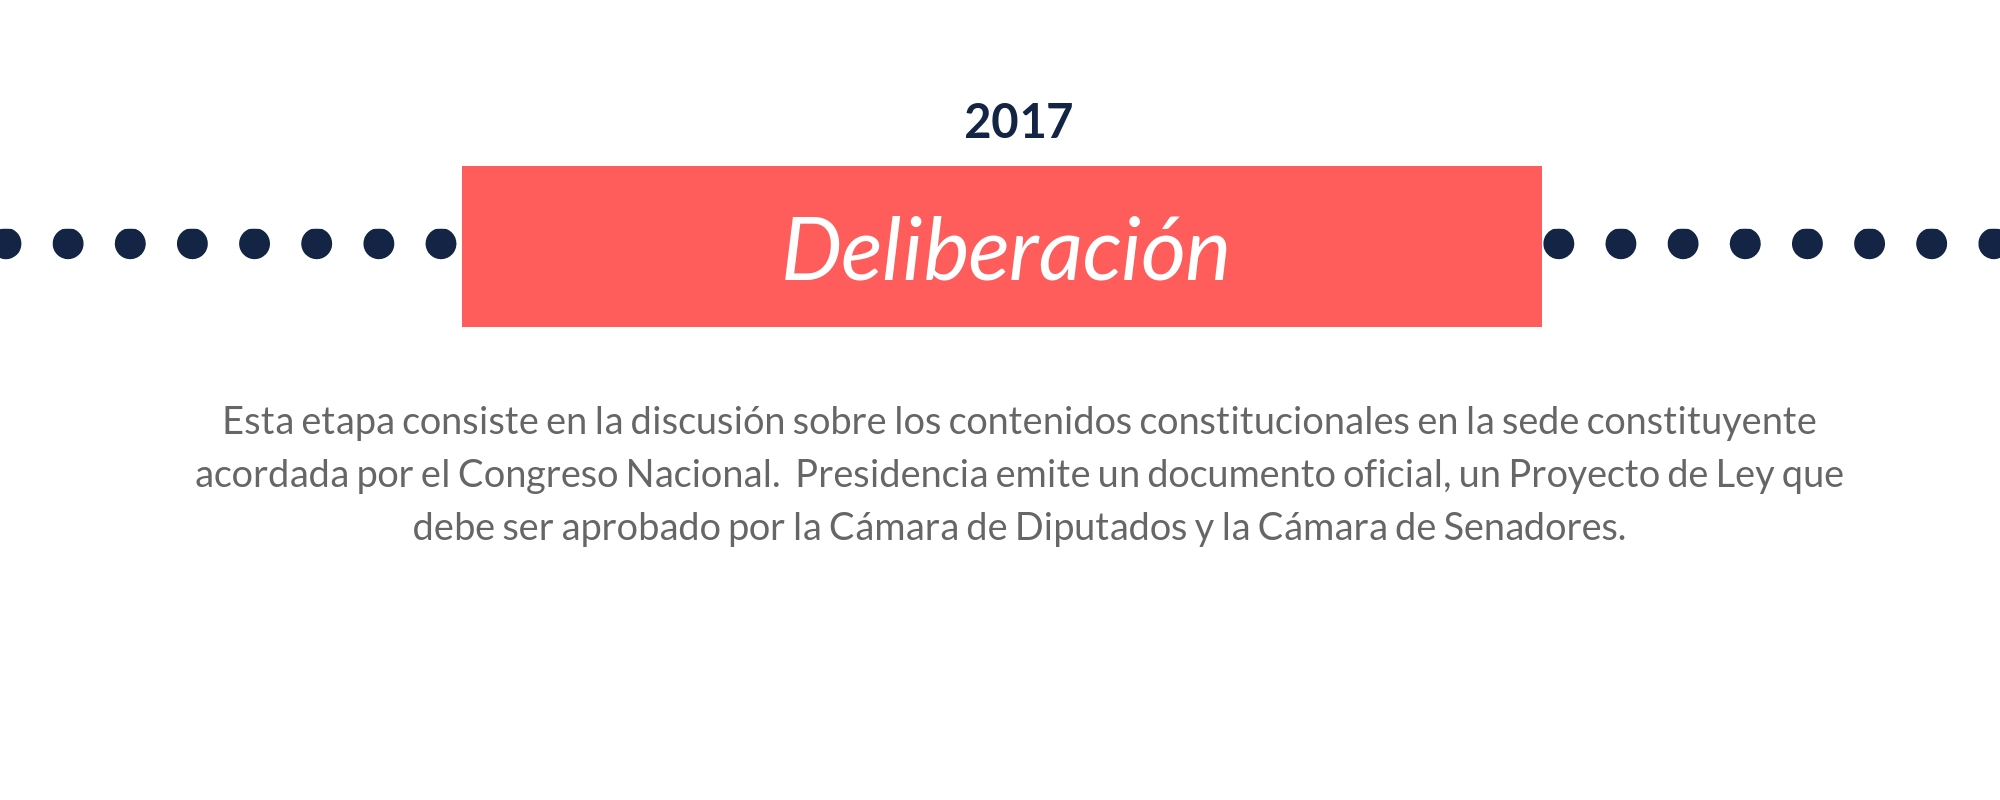 2017
Deliberación
Esta etapa consiste en la discusión sobre los contenidos constitucionales en la sede constituyente
acordada por el Congreso Nacional.  Presidencia emite un documento oficial, un Proyecto de Ley que
debe ser aprobado por la Cámara de Diputados y la Cámara de Senadores.